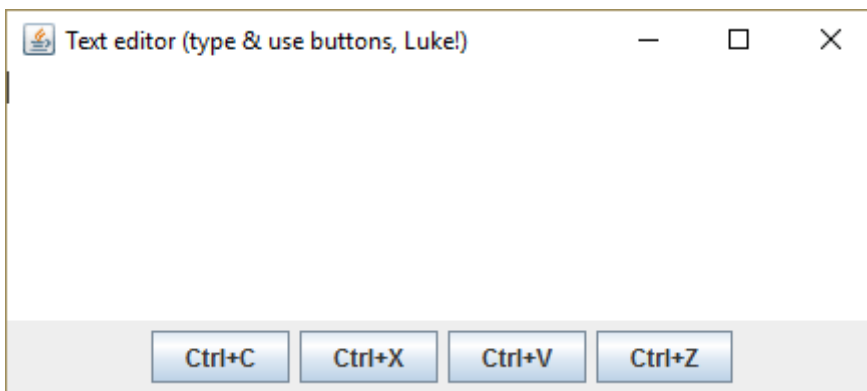 Text editor (type & use buttons, Luke!)
Ctrl+C Ctrl+X Ctrl+V Ctrl+Z